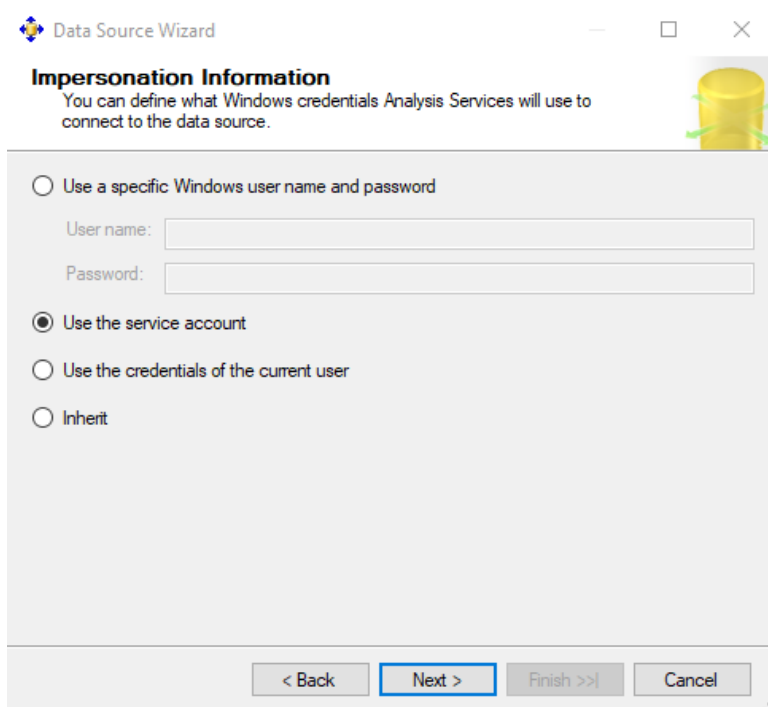 Data Source Wizard
Impersonation Information
You can define what Windows credentials Analysis Services will use to
connect to the data source.
Use a specific Windows user name and password
User name:
Password:
Use the service account
Use the credentials of the current user
Inherit
< Back Next > Finish >>| Cancel